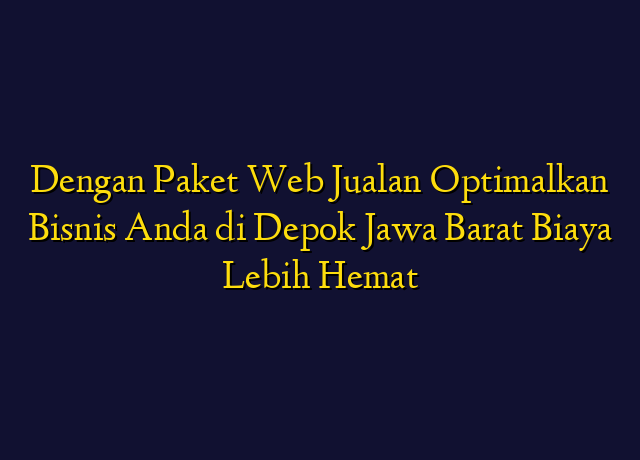 Dengan Paket Web Jualan Optimalkan
Bisnis Anda di Depok Jawa Barat Biaya
Lebih Hemat